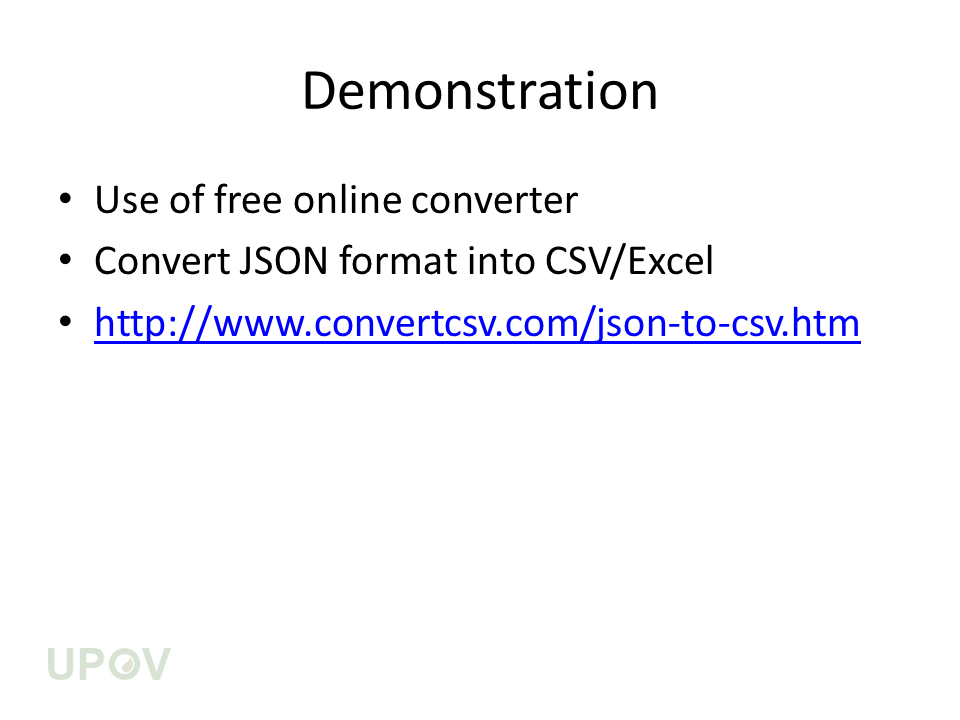 Demonstration
• Use of free online converter
• Convert JSON format into CSV/Excel
• http://www.convertcsv.com/json-to-csv.htm
UPOV